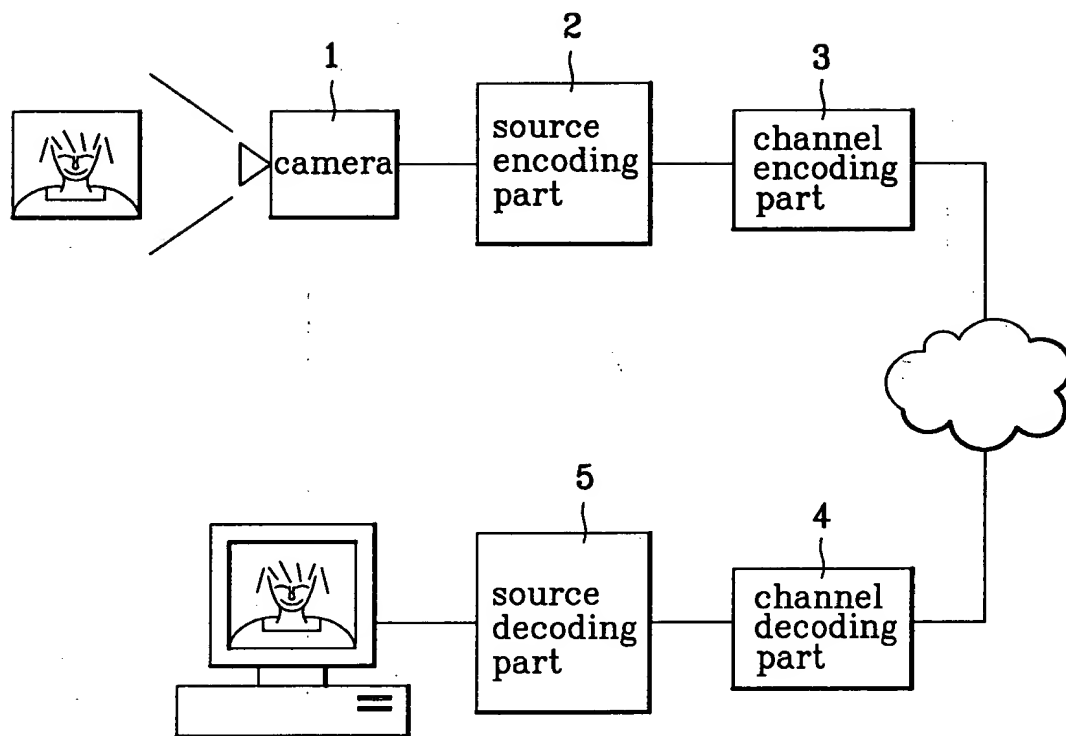 1
camera
2
source
encoding
part
3
channel
encoding
part
5
source
decoding
part
4
channel
decoding
part